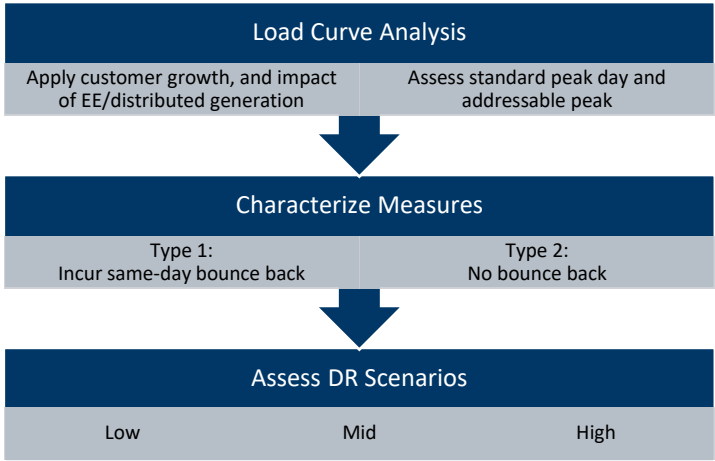 Load Curve Analysis
Apply customer growth, and impact
of EE/distributed generation
Assess standard peak day and
addressable peak
Characterize Measures
Type 1:
Incur same-day bounce back
Type 2:
No bounce back
Assess DR Scenarios
Low
Mid
High